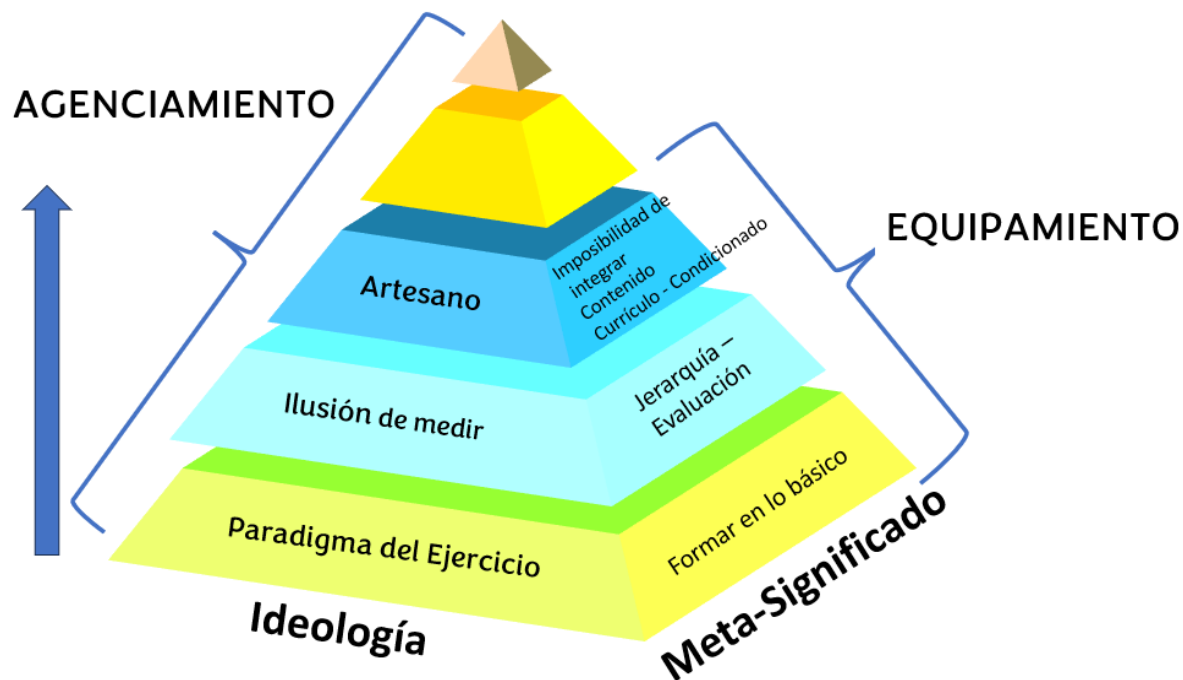 AGENCIAMIENTO
EQUIPAMIENTO
Artesano
Imposibilidad de
integrar
Contenido
Currículo - Condicionado
Ilusión de medir
Jerarquía –
Evaluación
Paradigma del Ejercicio
Formar en lo básico
Ideología
Meta-Significado